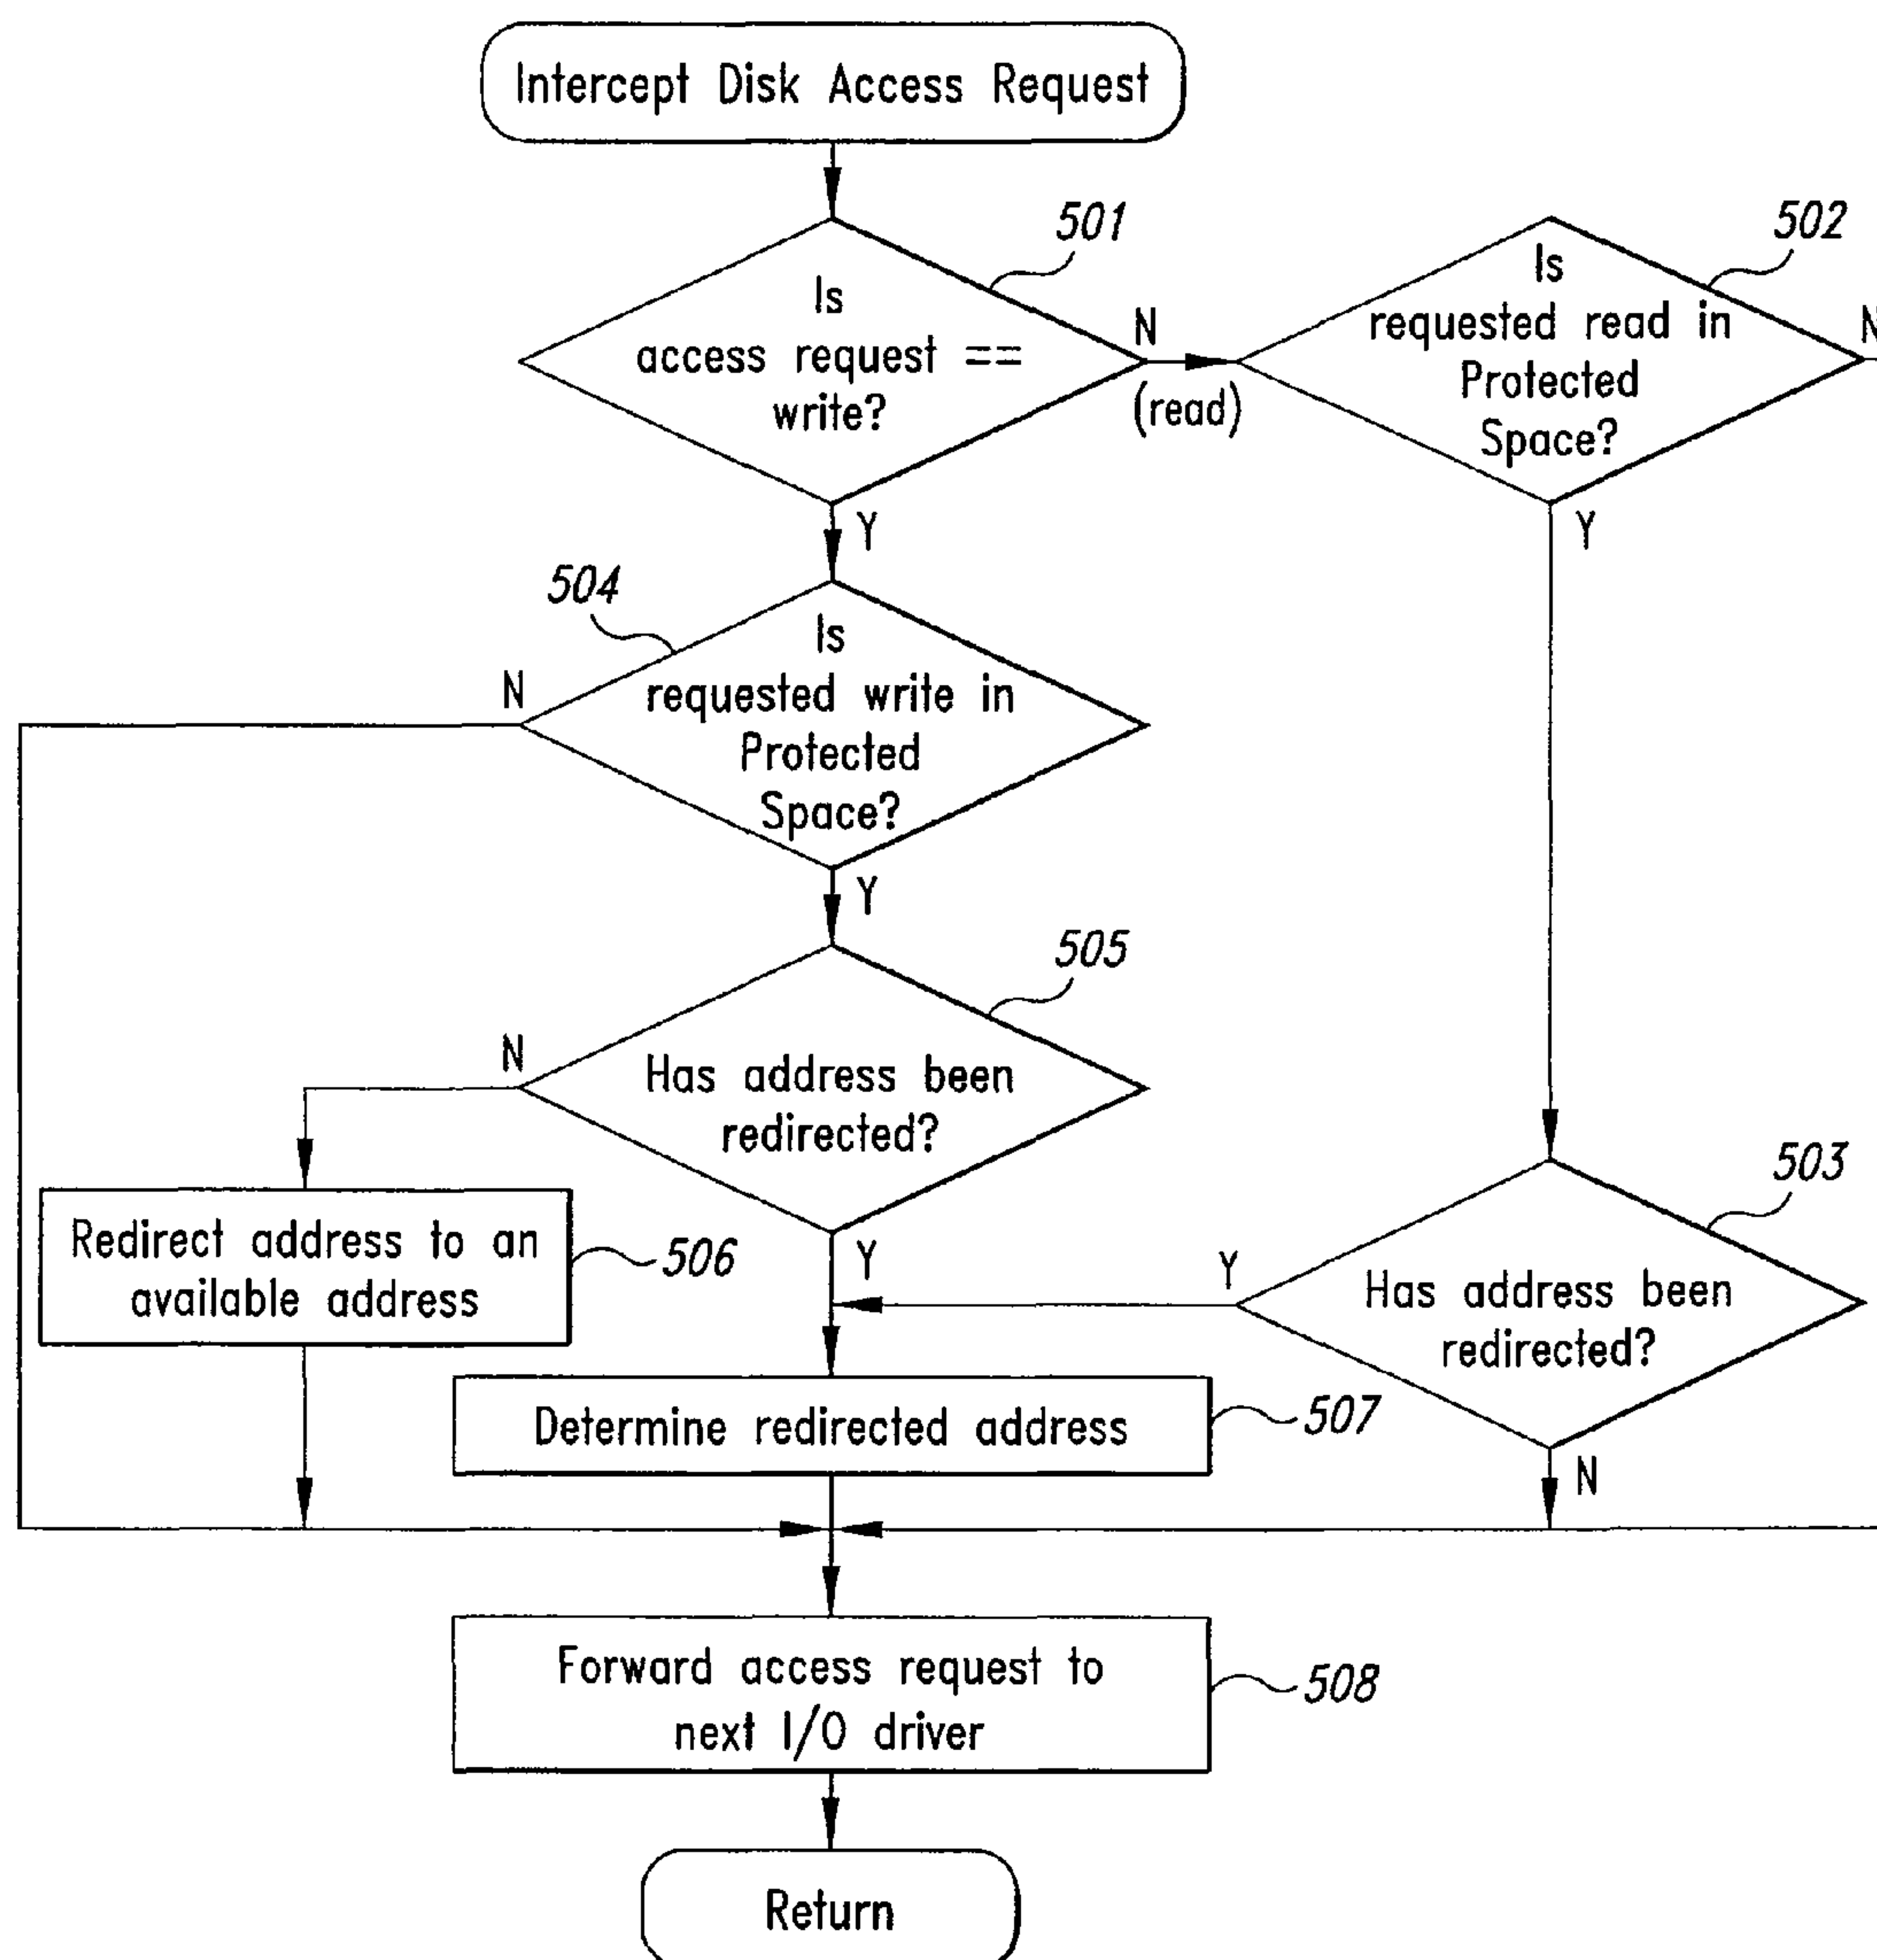 Intercept Disk Access Request
501
502
Is
access request ==
write?
N
(read)
Is
requested read in
Protected
Space?
N
Y
Y
504
Is
requested write in
Protected
Space?
N
Y
505
Has address been
redirected?
N
Y
503
Has address been
redirected?
Y
N
Redirect address to an
available address
506
Determine redirected address
507
Forward access request to
next I/O driver
508
Return